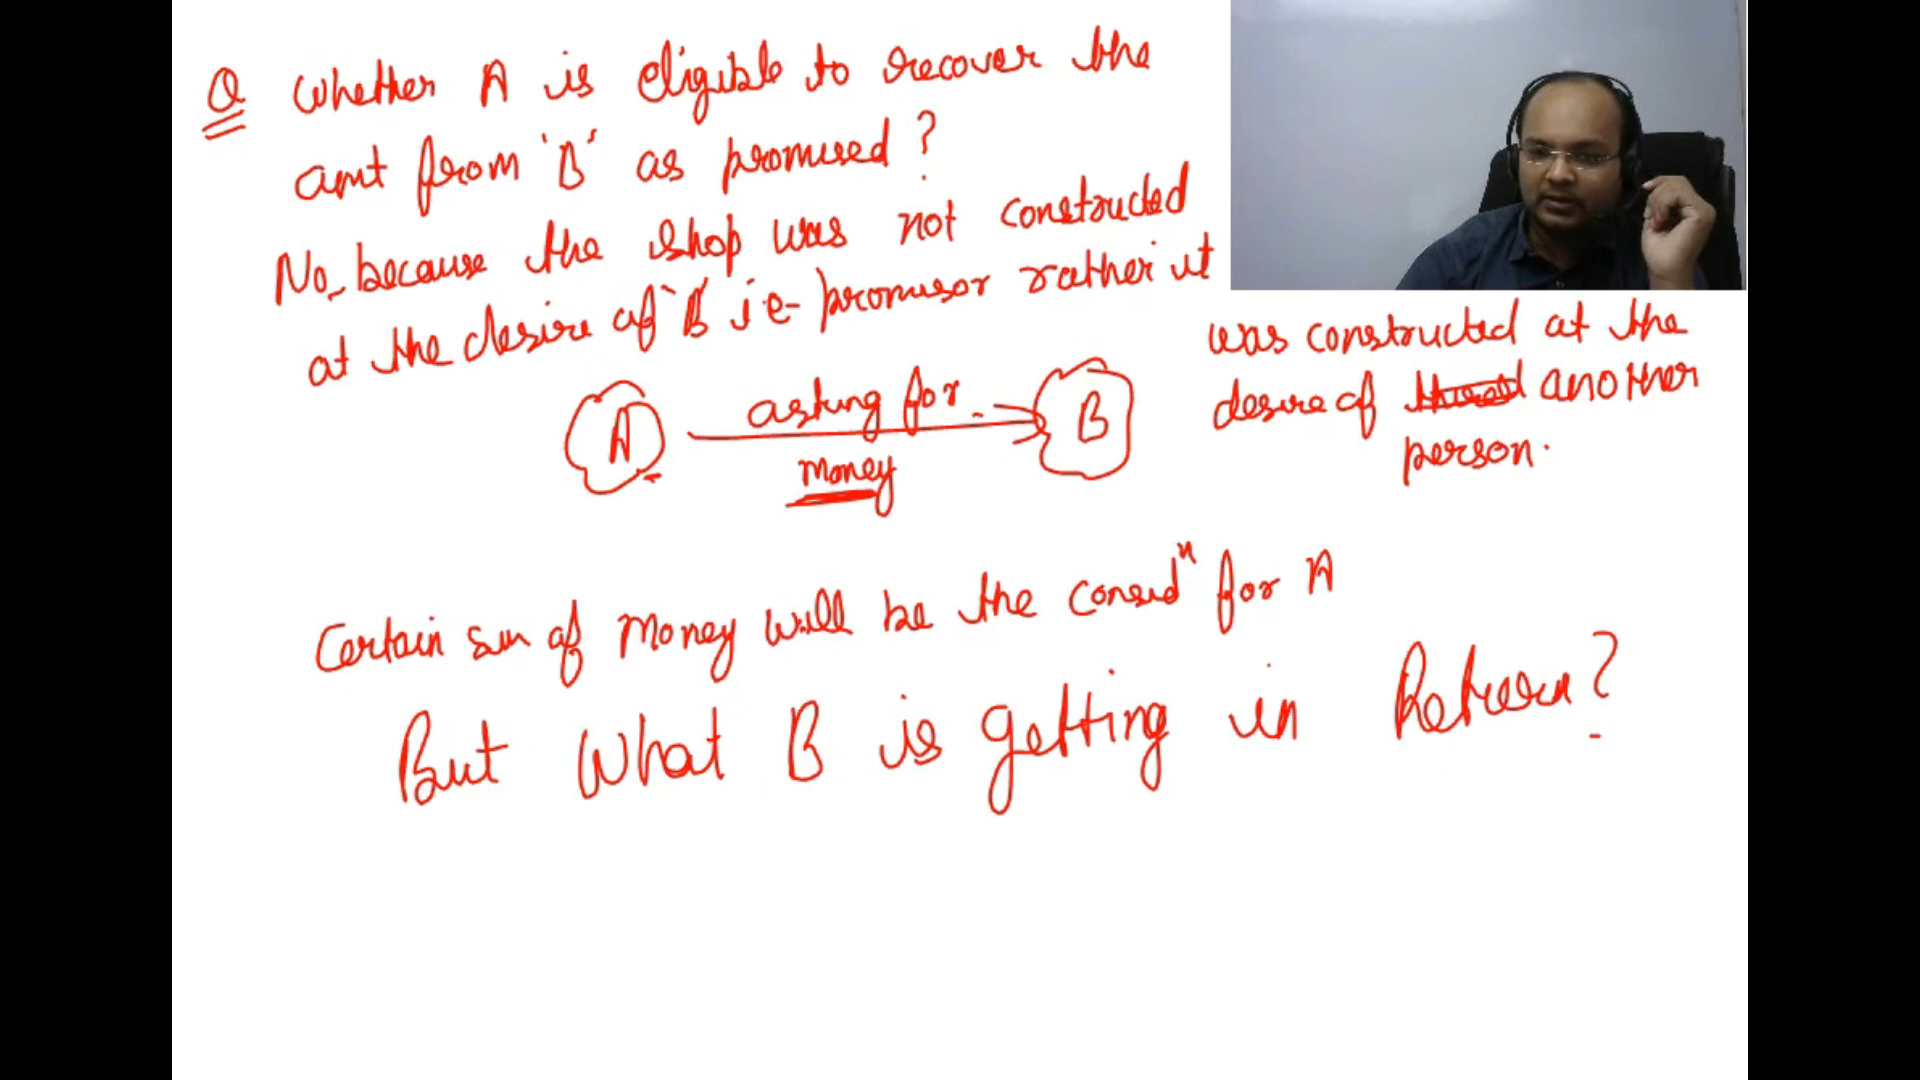 Q Whether A is eligible to recover the
amt from 'B' as promised?
No, because the shop was not constructed
at the desire of 'B' i.e- promisor rather it
was constructed at the
desire of another
person.
A asking for B
money
Certain sum of Money will be the consdⁿ for A
But What B is getting in Return?